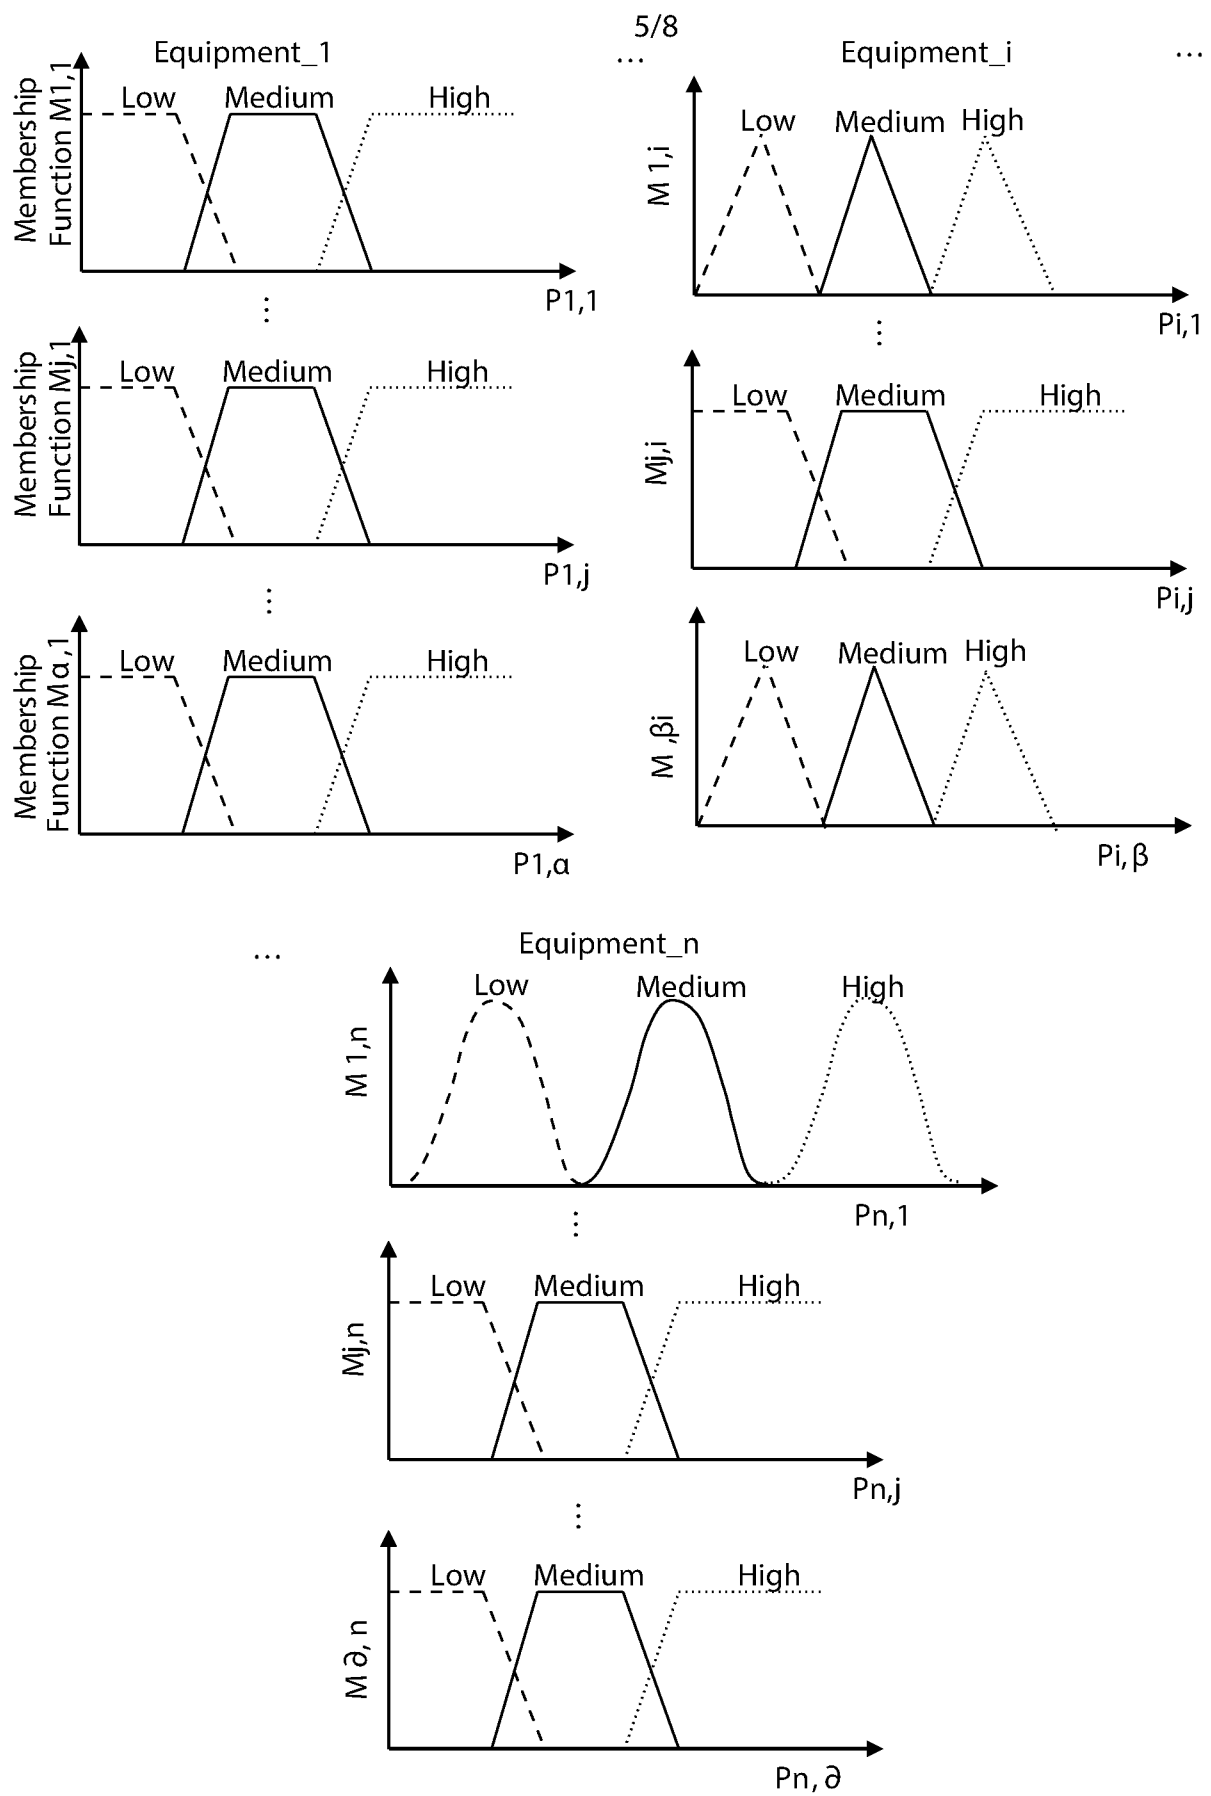 5/8
Equipment_1
...
Equipment_i
...
Membership
Function M1,1
Low
Medium
High
P1,1
...
Membership
Function Mj,1
Low
Medium
High
P1,j
...
Membership
Function Mα,1
Low
Medium
High
P1,α
M 1,i
Low
Medium
High
Pi,1
...
Mj,i
Low
Medium
High
Pi,j
M ,βi
Low
Medium
High
Pi,β
...
Equipment_n
M 1,n
Low
Medium
High
Pn,1
...
Mj,n
Low
Medium
High
Pn,j
...
M ∂, n
Low
Medium
High
Pn, ∂